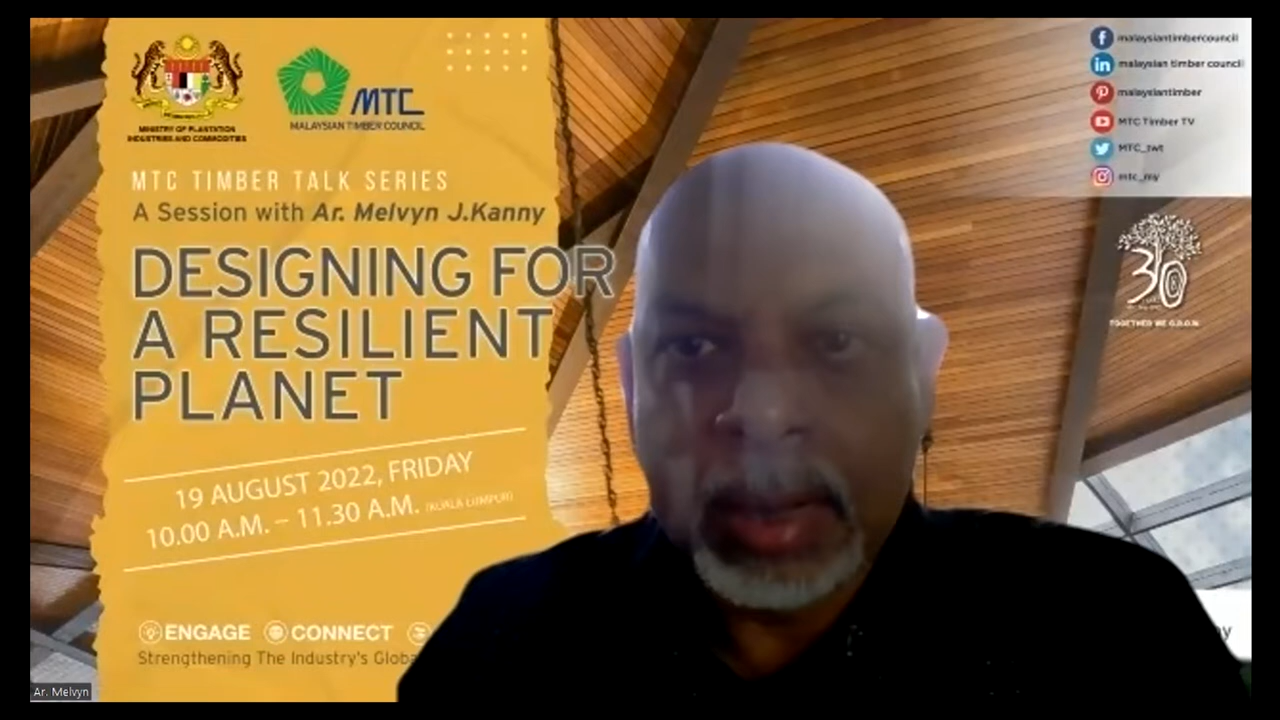 MINISTRY OF PLANTATION
INDUSTRIES AND COMMODITIES
MTC
MALAYSIAN TIMBER COUNCIL
MTC TIMBER TALK SERIES
A Session with Ar. Melvyn J.Kanny
DESIGNING FOR
A RESILIENT
PLANET
19 AUGUST 2022, FRIDAY
10.00 A.M. – 11.30 A.M. (KUALA LUMPUR)
ENGAGE CONNECT
Strengthening The Industry's Globa
Ar. Melvyn
malaysiantimbercouncil
malaysian timber council
malaysiantimber
MTC Timber TV
MTC_twt
mtc_my
30
TOGETHER WE G.R.O.W.